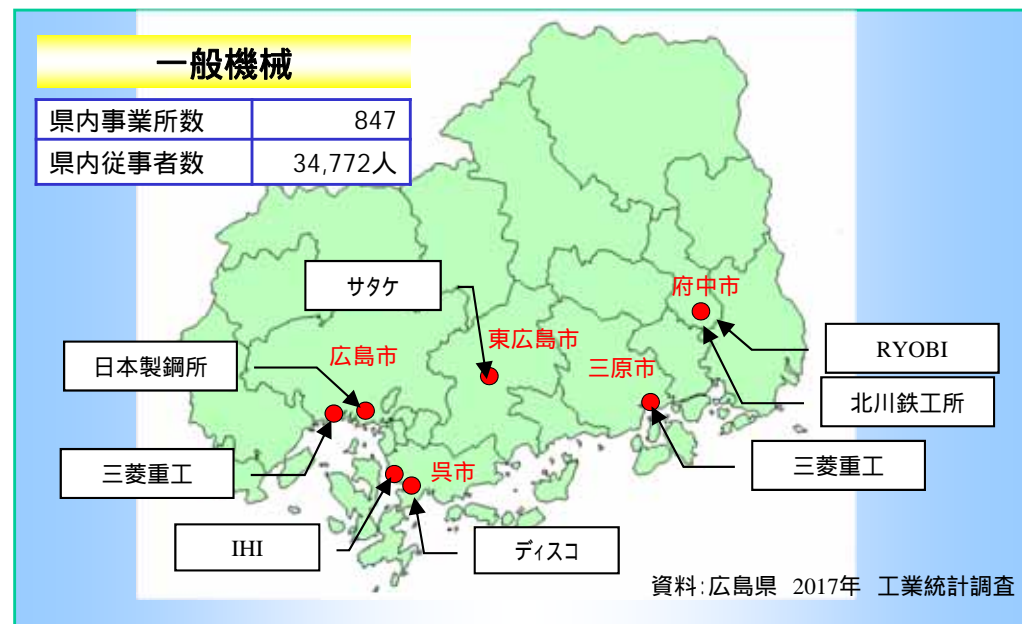 一般機械
県内事業所数 847
県内従事者数 34,772人
サタケ
府中市
東広島市
広島市
日本製鋼所
三原市
RYOBI
北川鉄工所
三菱重工
呉市
三菱重工
IHI
ディスコ
資料:広島県 2017年 工業統計調査